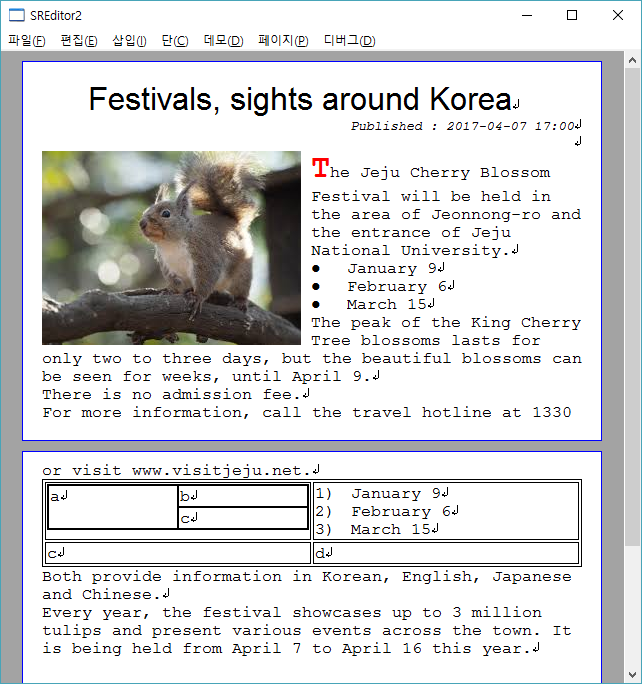 SREditor2
파일(F) 편집(E) 삽입(I) 단(C) 데모(D) 페이지(P) 디버그(D)
Festivals, sights around Korea
Published : 2017-04-07 17:00
The Jeju Cherry Blossom
Festival will be held in
the area of Jeonnong-ro and
the entrance of Jeju
National University.
● January 9
● February 6
● March 15
The peak of the King Cherry
Tree blossoms lasts for
only two to three days, but the beautiful blossoms can
be seen for weeks, until April 9.
There is no admission fee.
For more information, call the travel hotline at 1330
or visit www.visitjeju.net.
a b
c
1) January 9
2) February 6
3) March 15
c d
Both provide information in Korean, English, Japanese
and Chinese.
Every year, the festival showcases up to 3 million
tulips and present various events across the town. It
is being held from April 7 to April 16 this year.